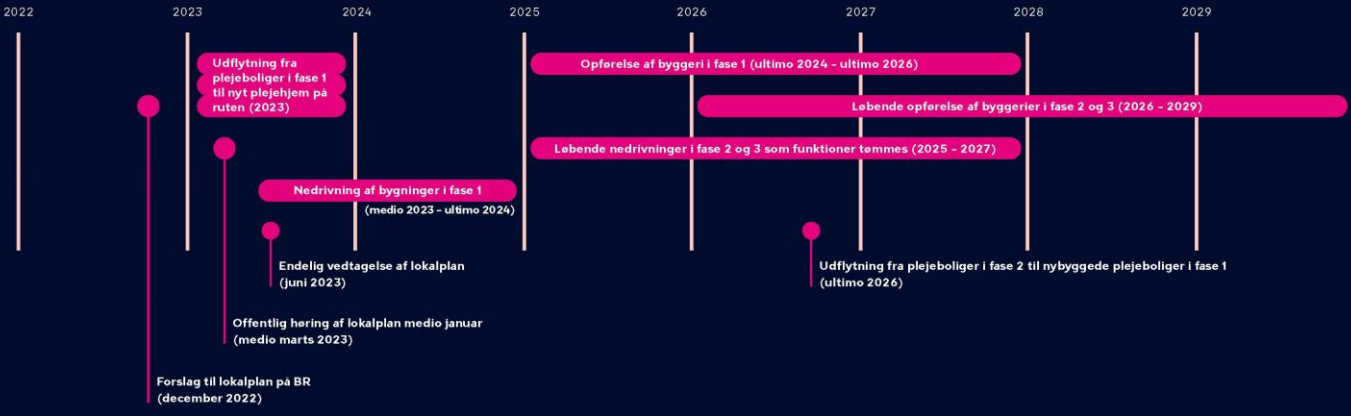 2022
2023
2024
2025
2026
2027
2028
2029
Udflytning fra
plejeboliger i fase 1
til nyt plejehjem på
ruten (2023)
Opførelse af byggeri i fase 1 (ultimo 2024 – ultimo 2026)
Løbende opførelse af byggerier i fase 2 og 3 (2026 – 2029)
Løbende nedrivninger i fase 2 og 3 som funktioner tømmes (2025 – 2027)
Nedrivning af bygninger i fase 1
(medio 2023 – ultimo 2024)
Endelig vedtagelse af lokalplan
(juni 2023)
Udflytning fra plejeboliger i fase 2 til nybyggede plejeboliger i fase 1
(ultimo 2026)
Offentlig høring af lokalplan medio januar
(medio marts 2023)
Forslag til lokalplan på BR
(december 2022)